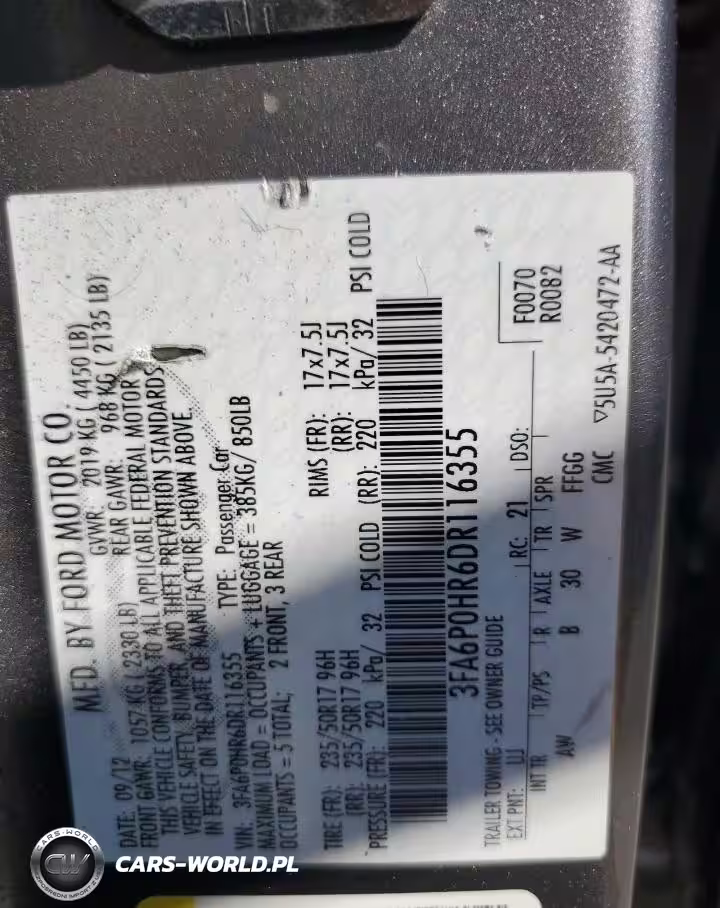 MFD. BY FORD MOTOR CO.
DATE: 09/12 GVWR: 2019 KG ( 4450 LB)
FRONT GAWR: 1057 KG ( 2330 LB) REAR GAWR: 968 KG ( 2135 LB)
THIS VEHICLE CONFORMS TO ALL APPLICABLE FEDERAL MOTOR
VEHICLE SAFETY, BUMPER, AND THEFT PREVENTION STANDARDS
IN EFFECT ON THE DATE OF MANUFACTURE SHOWN ABOVE.
VIN: 3FA6P0HR6DR116355 TYPE: Passenger Car
MAXIMUM LOAD = OCCUPANTS + LUGGAGE = 385KG/ 850LB
OCCUPANTS = 5 TOTAL; 2 FRONT, 3 REAR
TIRE (FR): 235/50R17 96H RIMS (FR): 17x7.5J
(RR): 235/50R17 96H (RR): 17x7.5J
PRESSURE (FR): 220 kPa/ 32 PSI COLD (RR): 220 kPa/ 32 PSI COLD
3FA6P0HR6DR116355
TRAILER TOWING - SEE OWNER GUIDE
EXT PNT: UJ RC: 21 DSO:
F0070
R0082
INT TR TP/PS R AXLE TR SPR
AW B 30 W FFGG
CMC ▽5U5A-5420472-AA
CARS-WORLD
CW
CARS-WORLD.PL